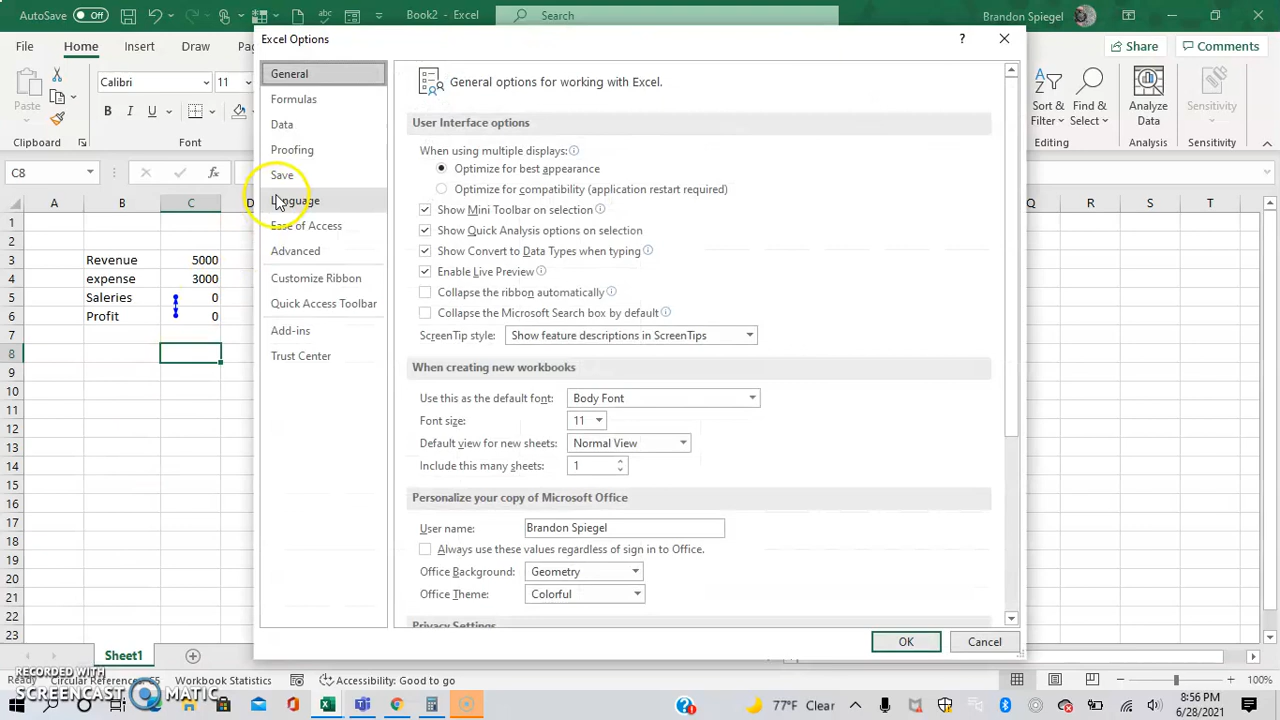 AutoSave Off Book2 - Excel Brandon Spiegel
File Home Insert Share Comments
Calibri 11
Paste B I U
Sort & Filter Find & Select Analyze Data Sensitivity
Clipboard Font Editing Analysis Sensitivity
C8 fx
A B C D P Q R S T
1
2
3 Revenue 5000
4 expense 3000
5 Saleries 0
6 Profit 0
8
9
10
11
12
13
14
15
16
17
18
19
20
21
22
23
Excel Options ?
General
Formulas
Data
Proofing
Save
Language
Ease of Access
Advanced
Customize Ribbon
Quick Access Toolbar
Add-ins
Trust Center
General options for working with Excel.
User Interface options
When using multiple displays:
Optimize for best appearance
Optimize for compatibility (application restart required)
Show Mini Toolbar on selection
Show Quick Analysis options on selection
Show Convert to Data Types when typing
Enable Live Preview
Collapse the ribbon automatically
Collapse the Microsoft Search box by default
ScreenTip style: Show feature descriptions in ScreenTips
When creating new workbooks
Use this as the default font: Body Font
Font size: 11
Default view for new sheets: Normal View
Include this many sheets: 1
Personalize your copy of Microsoft Office
User name: Brandon Spiegel
Always use these values regardless of sign in to Office.
Office Background: Geometry
Office Theme: Colorful
Privacy Settings
OK Cancel
Sheet1
Ready Circular References Workbook Statistics Accessibility: Good to go 100%
RECORDED WITH
SCREENCAST MATIC
77°F Clear 8:56 PM
6/28/2021